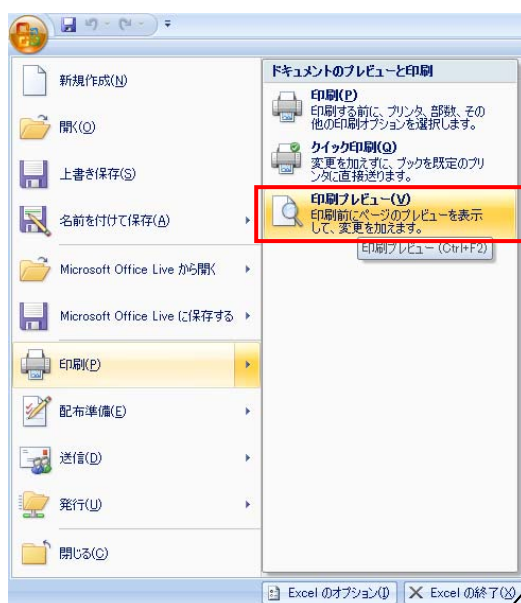 新規作成(N)
開く(O)
上書き保存(S)
名前を付けて保存(A)
Microsoft Office Live から開く
Microsoft Office Live に保存する
印刷(P)
配布準備(E)
送信(D)
発行(U)
閉じる(C)
ドキュメントのプレビューと印刷
印刷(P)
印刷する前に、プリンタ、部数、その
他の印刷オプションを選択します。
クイック印刷(Q)
変更を加えずに、ブックを既定のプリ
ンタに直接送ります。
印刷プレビュー(V)
印刷前にページのプレビューを表示
して、変更を加えます。
印刷プレビュー (Ctrl+F2)
Excel のオプション(I)
Excel の終了(X)